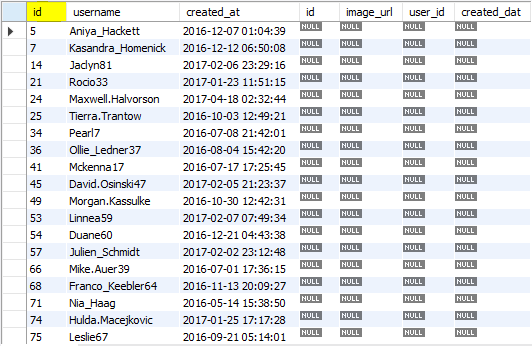 id username created_at id image_url user_id created_dat
5 Aniya_Hackett 2016-12-07 01:04:39 NULL NULL NULL NULL
7 Kasandra_Homenick 2016-12-12 06:50:08 NULL NULL NULL NULL
14 Jaclyn81 2017-02-06 23:29:16 NULL NULL NULL NULL
21 Rocio33 2017-01-23 11:51:15 NULL NULL NULL NULL
24 Maxwell.Halvorson 2017-04-18 02:32:44 NULL NULL NULL NULL
25 Tierra.Trantow 2016-10-03 12:49:21 NULL NULL NULL NULL
34 Pearl7 2016-07-08 21:42:01 NULL NULL NULL NULL
36 Ollie_Ledner37 2016-08-04 15:42:20 NULL NULL NULL NULL
41 Mckenna17 2016-07-17 17:25:45 NULL NULL NULL NULL
45 David.Osinski47 2017-02-05 21:23:37 NULL NULL NULL NULL
49 Morgan.Kassulke 2016-10-30 12:42:31 NULL NULL NULL NULL
53 Linnea59 2017-02-07 07:49:34 NULL NULL NULL NULL
54 Duane60 2016-12-21 04:43:38 NULL NULL NULL NULL
57 Julien_Schmidt 2017-02-02 23:12:48 NULL NULL NULL NULL
66 Mike.Auer39 2016-07-01 17:36:15 NULL NULL NULL NULL
68 Franco_Keebler64 2016-11-13 20:09:27 NULL NULL NULL NULL
71 Nia_Haag 2016-05-14 15:38:50 NULL NULL NULL NULL
74 Hulda.Macejkovic 2017-01-25 17:17:28 NULL NULL NULL NULL
75 Leslie67 2016-09-21 05:14:01 NULL NULL NULL NULL